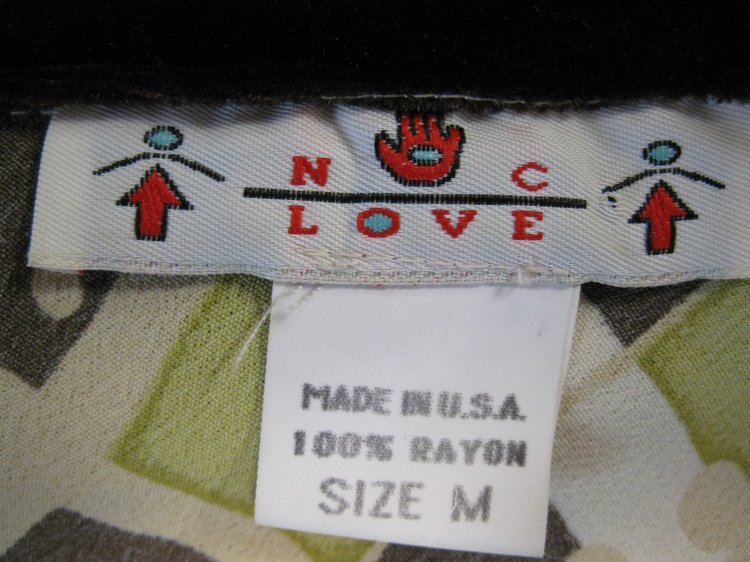 N C
LOVE
MADE IN U.S.A.
100% RAYON
SIZE M